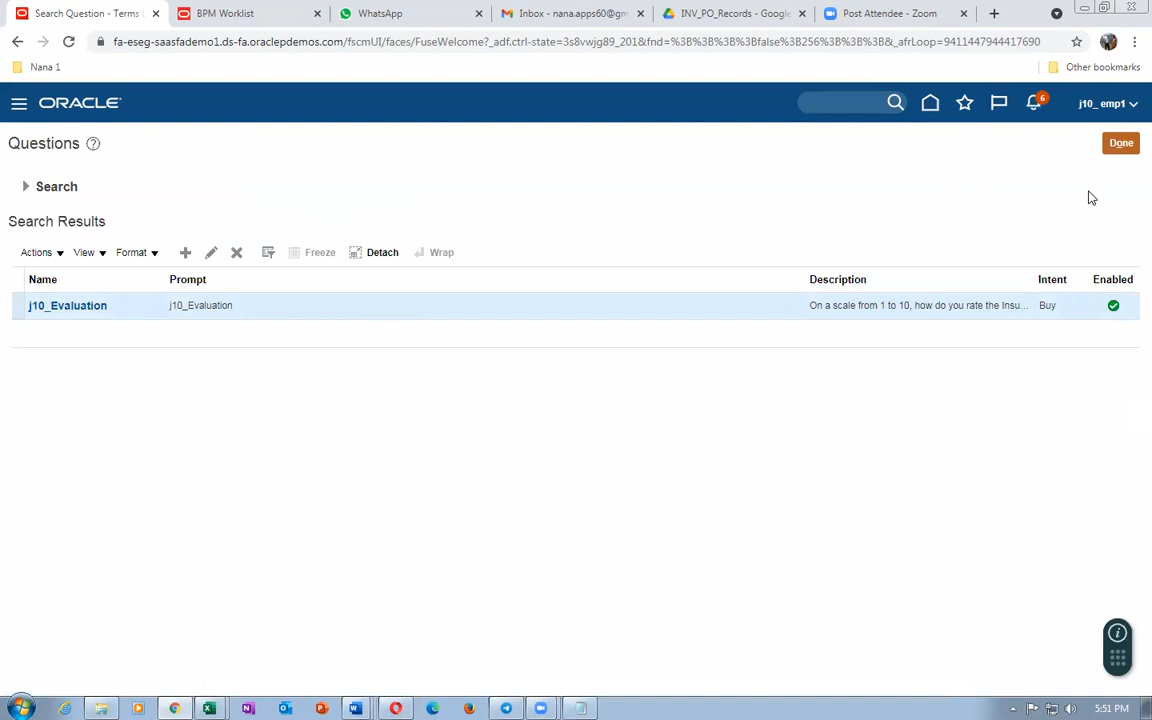 Search Question - Terms
BPM Worklist
WhatsApp
Inbox - nana.apps60@gm
INV_PO_Records - Google
Post Attendee - Zoom
fa-eseg-saasfademo1.ds-fa.oraclepdemos.com/fscmUI/faces/FuseWelcome?_adf.ctrl-state=3s8vwjg89_201&fnd=%3B%3B%3B%3Bfalse%3B256%3B%3B%3B&_afrLoop=9411447944417690
Nana 1
Other bookmarks
ORACLE
6
j10_ emp1
Questions
Done
Search
Search Results
Actions View Format Freeze Detach Wrap
Name Prompt Description Intent Enabled
j10_Evaluation j10_Evaluation On a scale from 1 to 10, how do you rate the Insu... Buy
5:51 PM